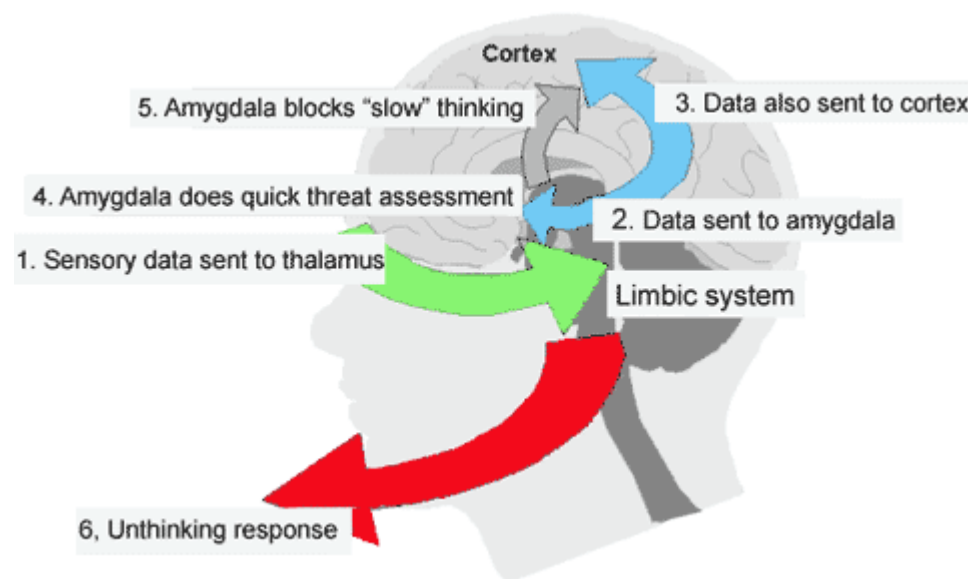 Cortex
5. Amygdala blocks “slow” thinking
3. Data also sent to cortex
4. Amygdala does quick threat assessment
2. Data sent to amygdala
1. Sensory data sent to thalamus
Limbic system
6, Unthinking response